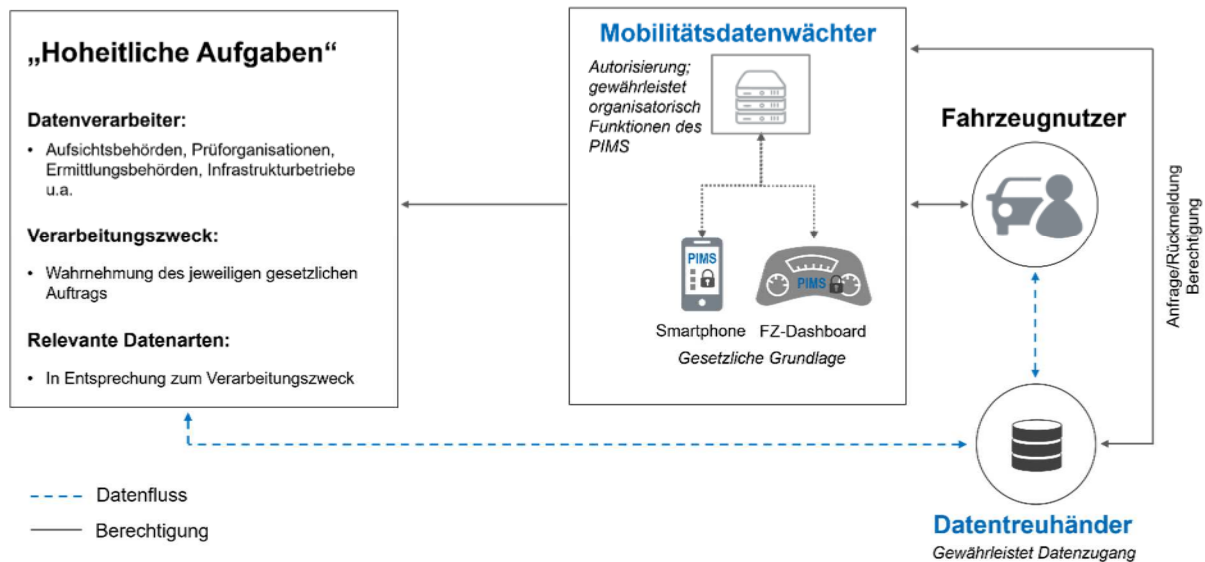 „Hoheitliche Aufgaben“
Datenverarbeiter:
• Aufsichtsbehörden, Prüforganisationen,
Ermittlungsbehörden, Infrastrukturbetriebe
u.a.
Verarbeitungszweck:
• Wahrnehmung des jeweiligen gesetzlichen
Auftrags
Relevante Datenarten:
• In Entsprechung zum Verarbeitungszweck
Mobilitätsdatenwächter
Autorisierung;
gewährleistet
organisatorisch
Funktionen des
PIMS
PIMS
PIMS
Smartphone
FZ-Dashboard
Gesetzliche Grundlage
Fahrzeugnutzer
Anfrage/Rückmeldung
Berechtigung
Datentreuhänder
Gewährleistet Datenzugang
Datenfluss
Berechtigung